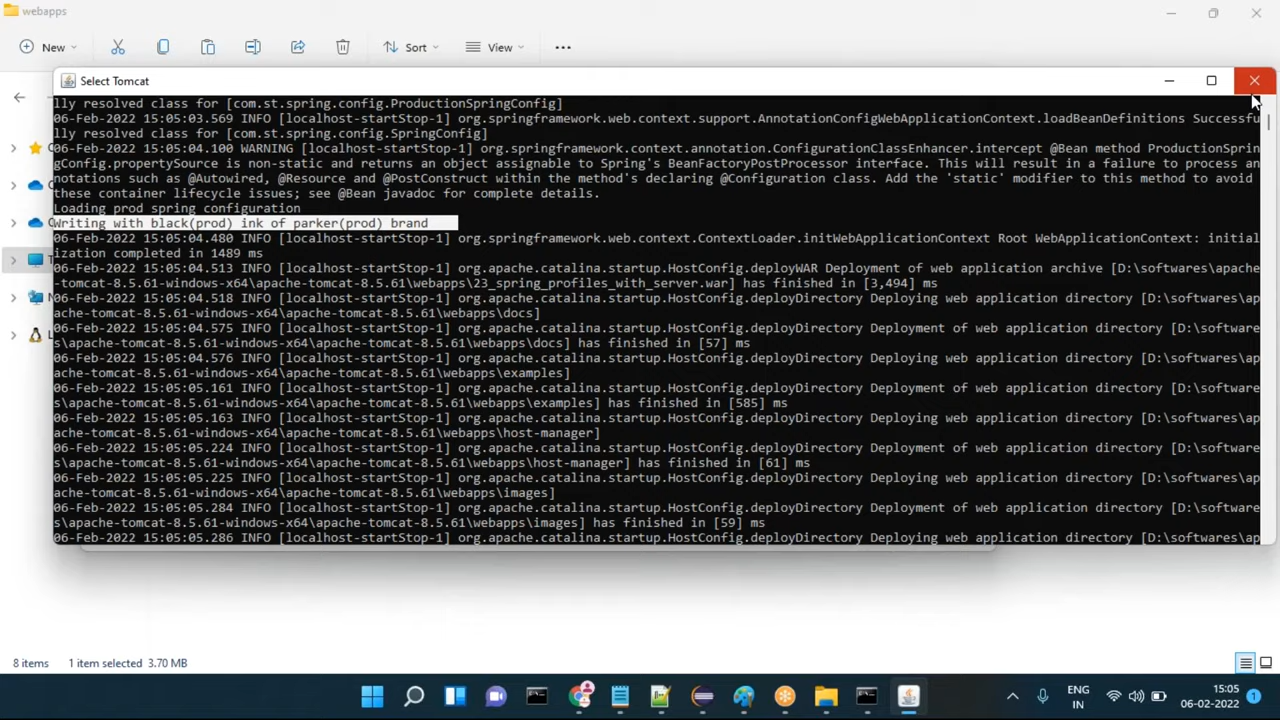 webapps
New
Sort
View
Select Tomcat
lly resolved class for [com.st.spring.config.ProductionSpringConfig]
06-Feb-2022 15:05:03.569 INFO [localhost-startStop-1] org.springframework.web.context.support.AnnotationConfigWebApplicationContext.loadBeanDefinitions Successfu
lly resolved class for [com.st.spring.config.SpringConfig]
06-Feb-2022 15:05:04.100 WARNING [localhost-startStop-1] org.springframework.context.annotation.ConfigurationClassEnhancer.intercept @Bean method ProductionSprin
gConfig.propertySource is non-static and returns an object assignable to Spring's BeanFactoryPostProcessor interface. This will result in a failure to process an
notations such as @Autowired, @Resource and @PostConstruct within the method's declaring @Configuration class. Add the 'static' modifier to this method to avoid
these container lifecycle issues; see @Bean javadoc for complete details.
Loading prod spring configuration
Writing with black(prod) ink of parker(prod) brand
06-Feb-2022 15:05:04.480 INFO [localhost-startStop-1] org.springframework.web.context.ContextLoader.initWebApplicationContext Root WebApplicationContext: initial
ization completed in 1489 ms
06-Feb-2022 15:05:04.513 INFO [localhost-startStop-1] org.apache.catalina.startup.HostConfig.deployWAR Deployment of web application archive [D:\softwares\apache
-tomcat-8.5.61-windows-x64\apache-tomcat-8.5.61\webapps\23_spring_profiles_with_server.war] has finished in [3,494] ms
06-Feb-2022 15:05:04.518 INFO [localhost-startStop-1] org.apache.catalina.startup.HostConfig.deployDirectory Deploying web application directory [D:\softwares\ap
ache-tomcat-8.5.61-windows-x64\apache-tomcat-8.5.61\webapps\docs]
06-Feb-2022 15:05:04.575 INFO [localhost-startStop-1] org.apache.catalina.startup.HostConfig.deployDirectory Deployment of web application directory [D:\software
s\apache-tomcat-8.5.61-windows-x64\apache-tomcat-8.5.61\webapps\docs] has finished in [57] ms
06-Feb-2022 15:05:04.576 INFO [localhost-startStop-1] org.apache.catalina.startup.HostConfig.deployDirectory Deploying web application directory [D:\softwares\ap
ache-tomcat-8.5.61-windows-x64\apache-tomcat-8.5.61\webapps\examples]
06-Feb-2022 15:05:05.161 INFO [localhost-startStop-1] org.apache.catalina.startup.HostConfig.deployDirectory Deployment of web application directory [D:\software
s\apache-tomcat-8.5.61-windows-x64\apache-tomcat-8.5.61\webapps\examples] has finished in [585] ms
06-Feb-2022 15:05:05.163 INFO [localhost-startStop-1] org.apache.catalina.startup.HostConfig.deployDirectory Deploying web application directory [D:\softwares\ap
ache-tomcat-8.5.61-windows-x64\apache-tomcat-8.5.61\webapps\host-manager]
06-Feb-2022 15:05:05.224 INFO [localhost-startStop-1] org.apache.catalina.startup.HostConfig.deployDirectory Deployment of web application directory [D:\software
s\apache-tomcat-8.5.61-windows-x64\apache-tomcat-8.5.61\webapps\host-manager] has finished in [61] ms
06-Feb-2022 15:05:05.225 INFO [localhost-startStop-1] org.apache.catalina.startup.HostConfig.deployDirectory Deploying web application directory [D:\softwares\ap
ache-tomcat-8.5.61-windows-x64\apache-tomcat-8.5.61\webapps\images]
06-Feb-2022 15:05:05.284 INFO [localhost-startStop-1] org.apache.catalina.startup.HostConfig.deployDirectory Deployment of web application directory [D:\software
s\apache-tomcat-8.5.61-windows-x64\apache-tomcat-8.5.61\webapps\images] has finished in [59] ms
06-Feb-2022 15:05:05.286 INFO [localhost-startStop-1] org.apache.catalina.startup.HostConfig.deployDirectory Deploying web application directory [D:\softwares\ap
8 items 1 item selected 3.70 MB
ENG
IN
15:05
06-02-2022
1